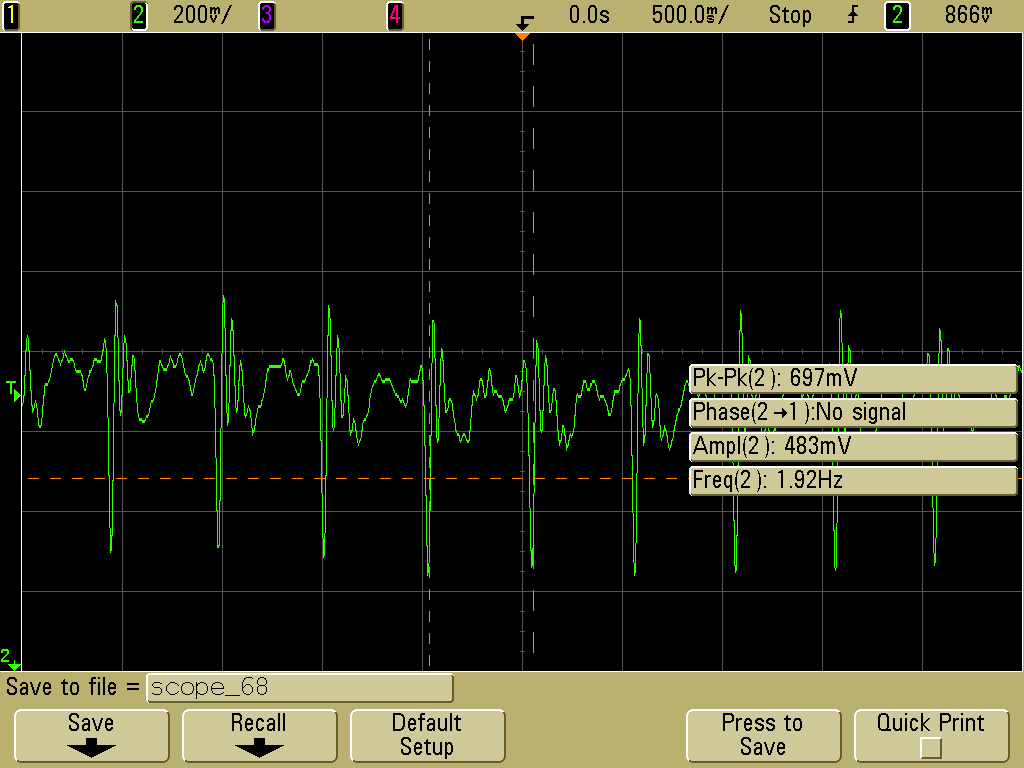 1 2 200mV/ 3 4 0.0s 500.0ms/ Stop 2 866mV
T
Pk-Pk(2): 697mV
Phase(2→1):No signal
Ampl(2): 483mV
Freq(2): 1.92Hz
2
Save to file = scope_68
Save Recall Default Setup Press to Save Quick Print